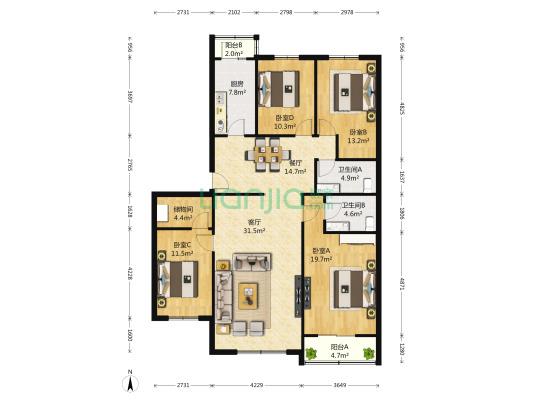 2731 2102 2798 2978
956
956
阳台B
2.0m²
厨房
7.8m²
3697
4825
卧室D
10.3m²
卧室B
13.2m²
2765
1637
餐厅
14.7m²
卫生间A
4.9m²
Lianjia
储物间
4.4m²
卫生间B
4.6m²
1628
1806
客厅
31.5m²
卧室C
11.5m²
卧室A
19.7m²
4228
4871
阳台A
4.7m²
1600
1280
N
2731 4229 3649